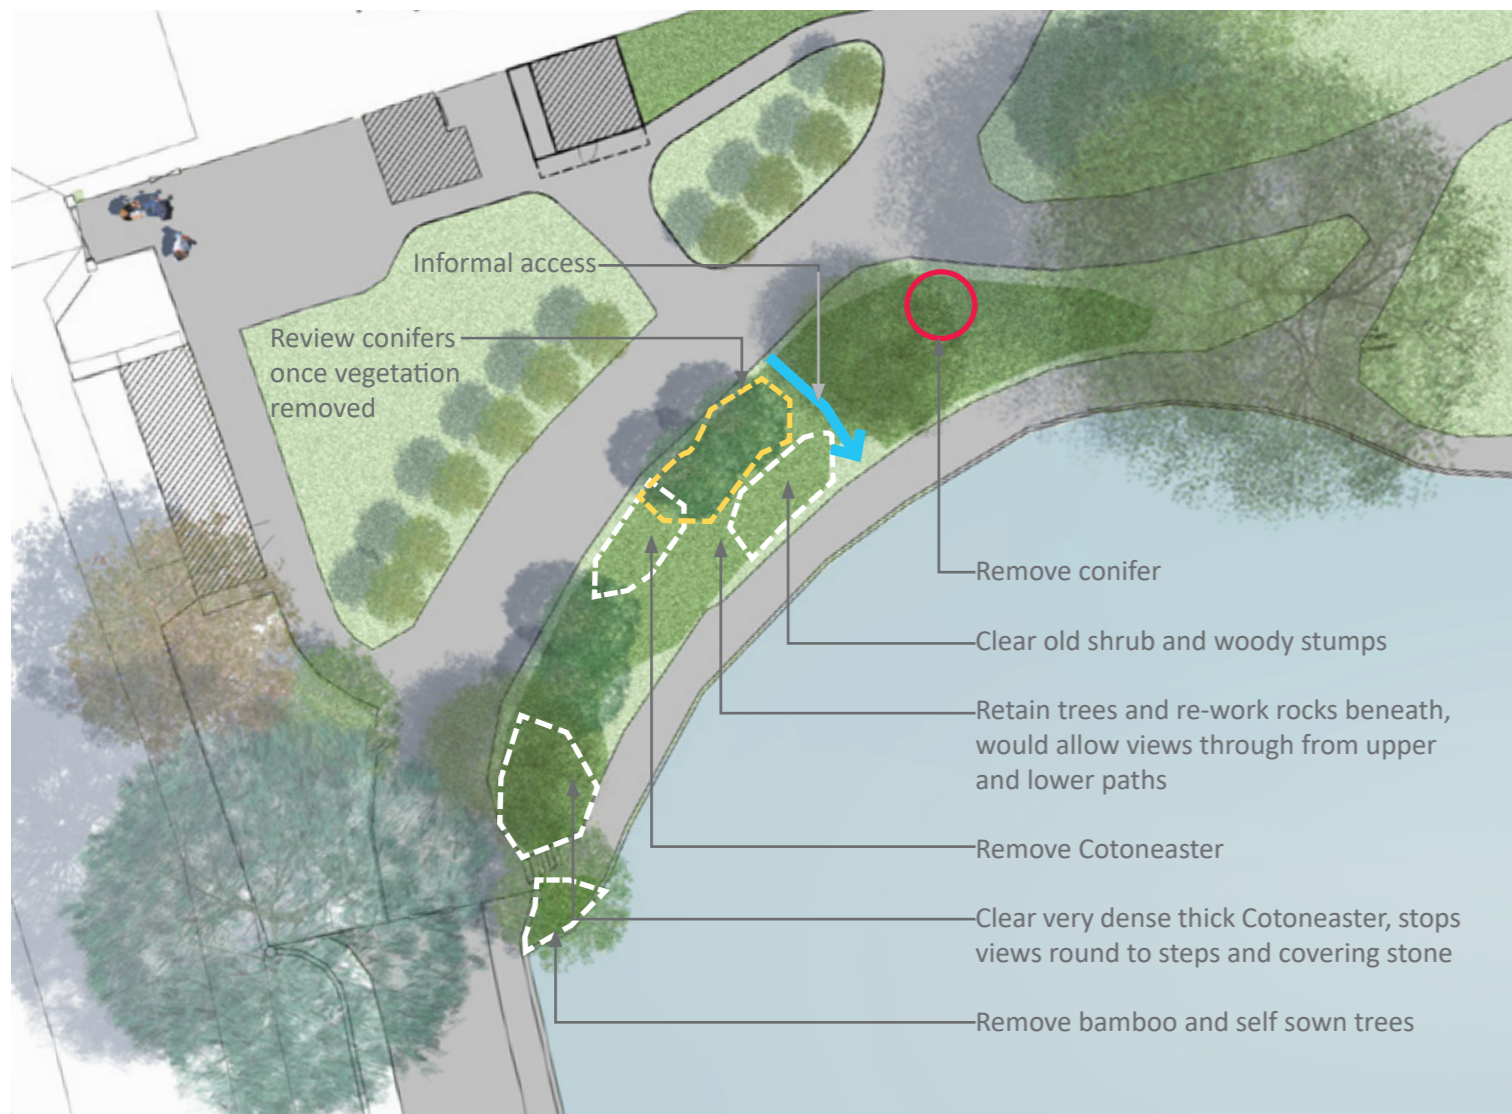 Informal access
Review conifers
once vegetation
removed
Remove conifer
Clear old shrub and woody stumps
Retain trees and re-work rocks beneath,
would allow views through from upper
and lower paths
Remove Cotoneaster
Clear very dense thick Cotoneaster, stops
views round to steps and covering stone
Remove bamboo and self sown trees